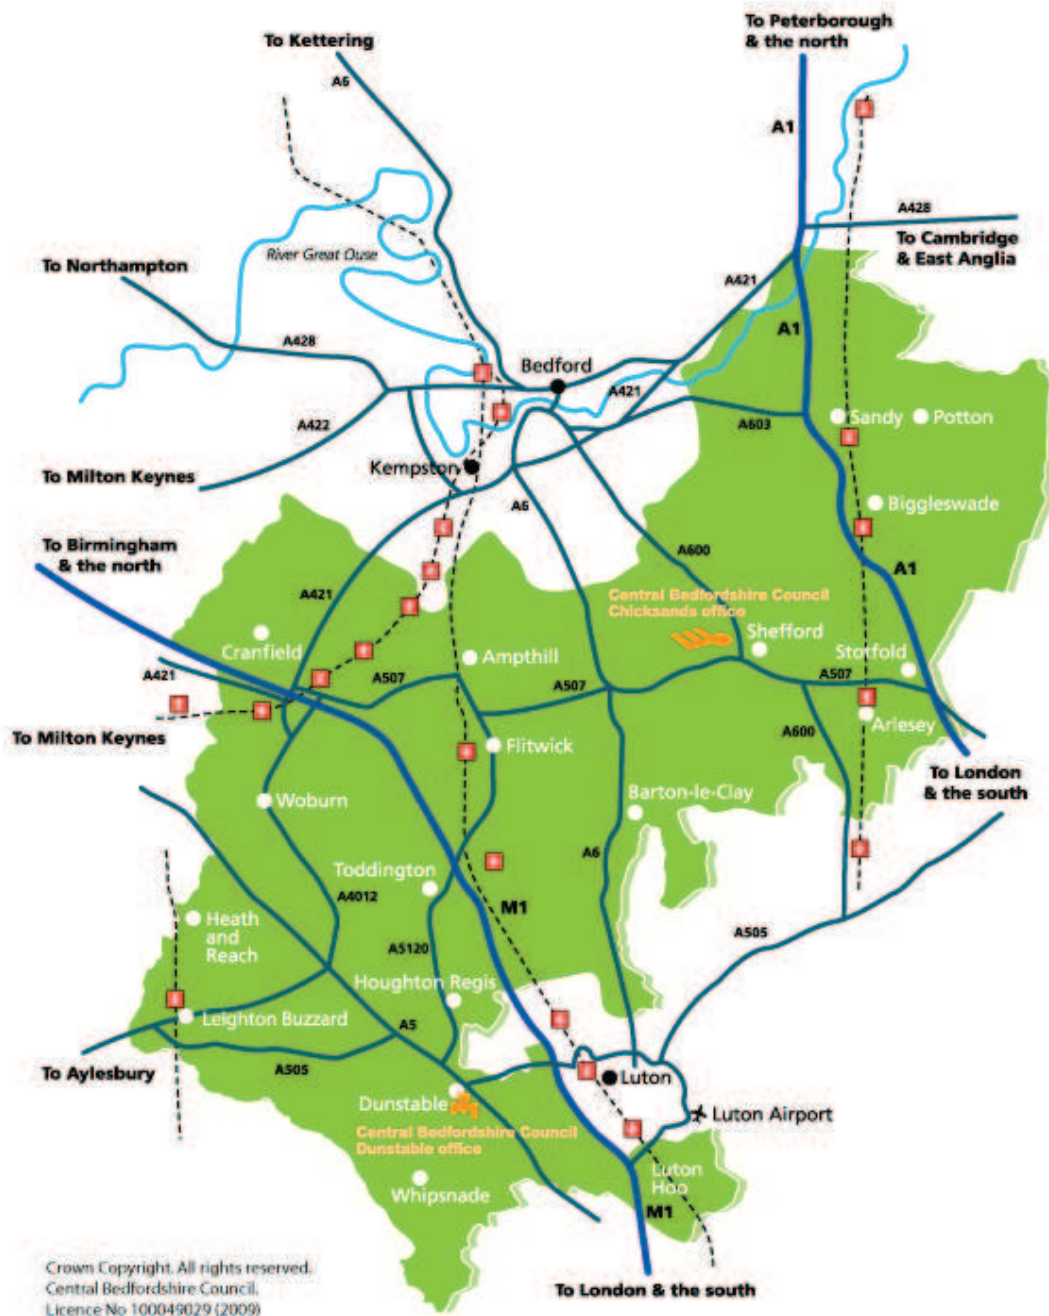 To Peterborough
& the north
To Kettering
A6
A1
A428
To Cambridge
& East Anglia
River Great Ouse
To Northampton
A421
A1
A428
Bedford
A421
A422
A603
Sandy
Potton
Kempston
To Milton Keynes
A6
Biggleswade
To Birmingham
& the north
A600
A1
A421
Central Bedfordshire Council
Chicksands office
Shefford
Cranfield
Ampthill
Stotfold
A421
A507
A507
A507
To Milton Keynes
Arlesey
A600
Flitwick
To London
& the south
Woburn
Barton-le-Clay
A6
Toddington
A4012
M1
Heath
and
Reach
A5120
A505
Houghton Regis
Leighton Buzzard
A5
To Aylesbury
A505
Luton
Dunstable
Luton Airport
Central Bedfordshire Council
Dunstable office
Luton
Hoo
Whipsnade
M1
Crown Copyright. All rights reserved.
Central Bedfordshire Council.
Licence No 100049029 (2009)
To London & the south